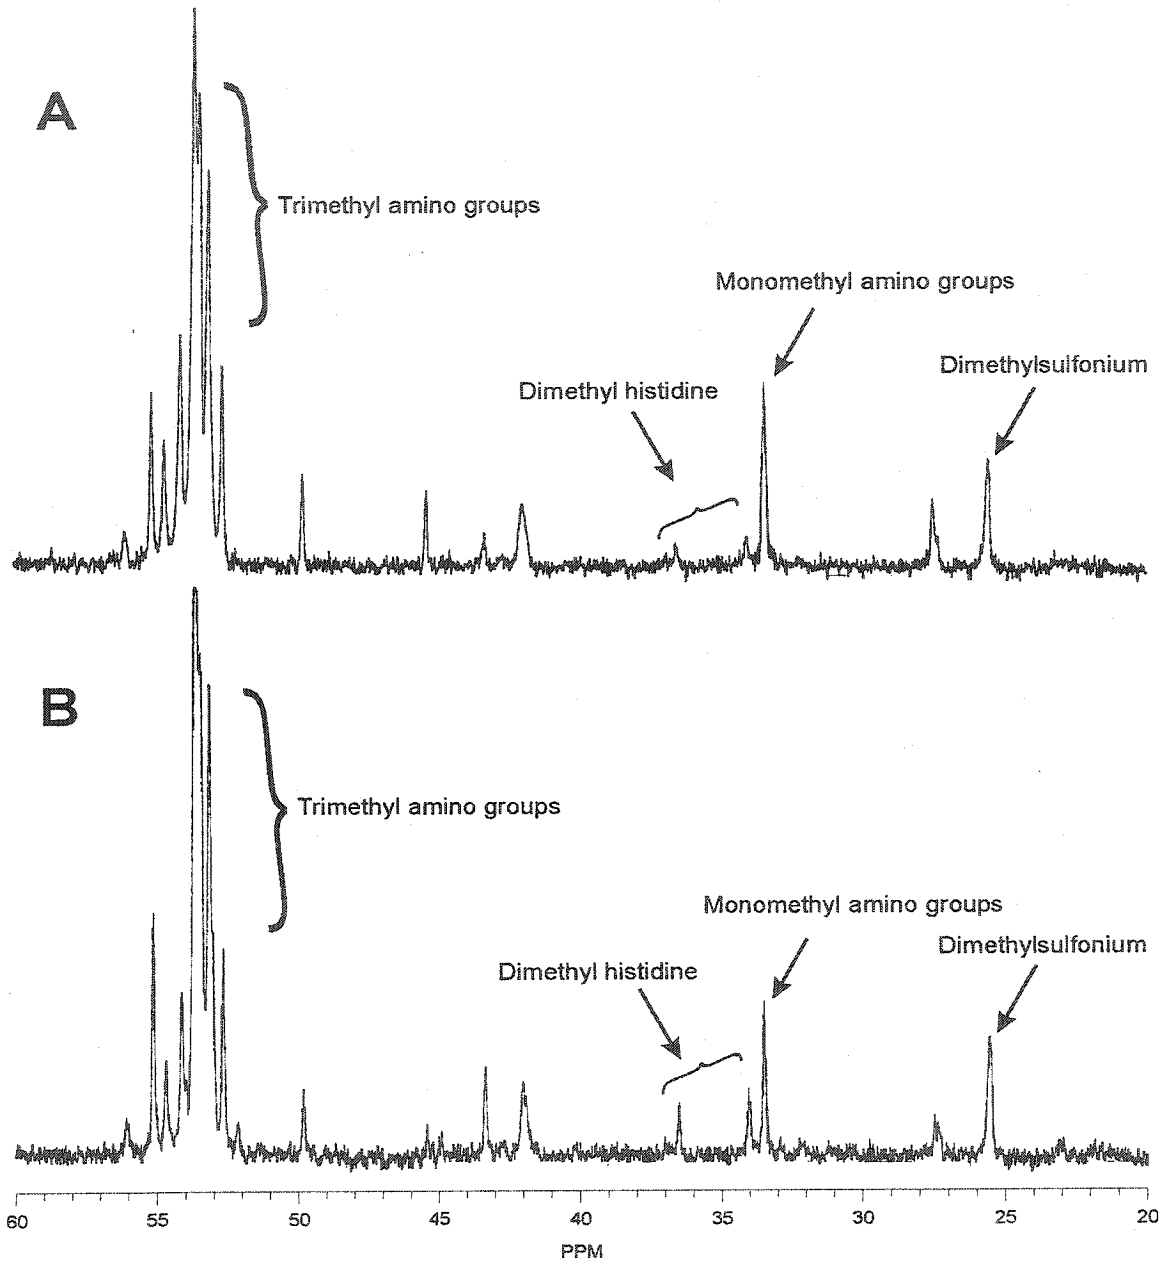 A
Trimethyl amino groups
Monomethyl amino groups
Dimethylsulfonium
Dimethyl histidine
B
Trimethyl amino groups
Monomethyl amino groups
Dimethylsulfonium
Dimethyl histidine
60 55 50 45 40 35 30 25 20
PPM